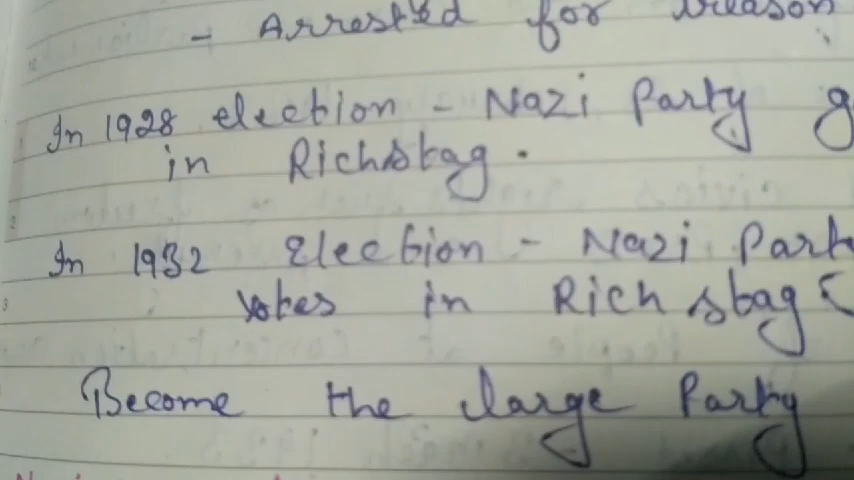 - Arrested for treason
In 1928 election - Nazi Party
in Richstag.
In 1932 Election - Nazi Part
votes in Richstag
Become the large Party